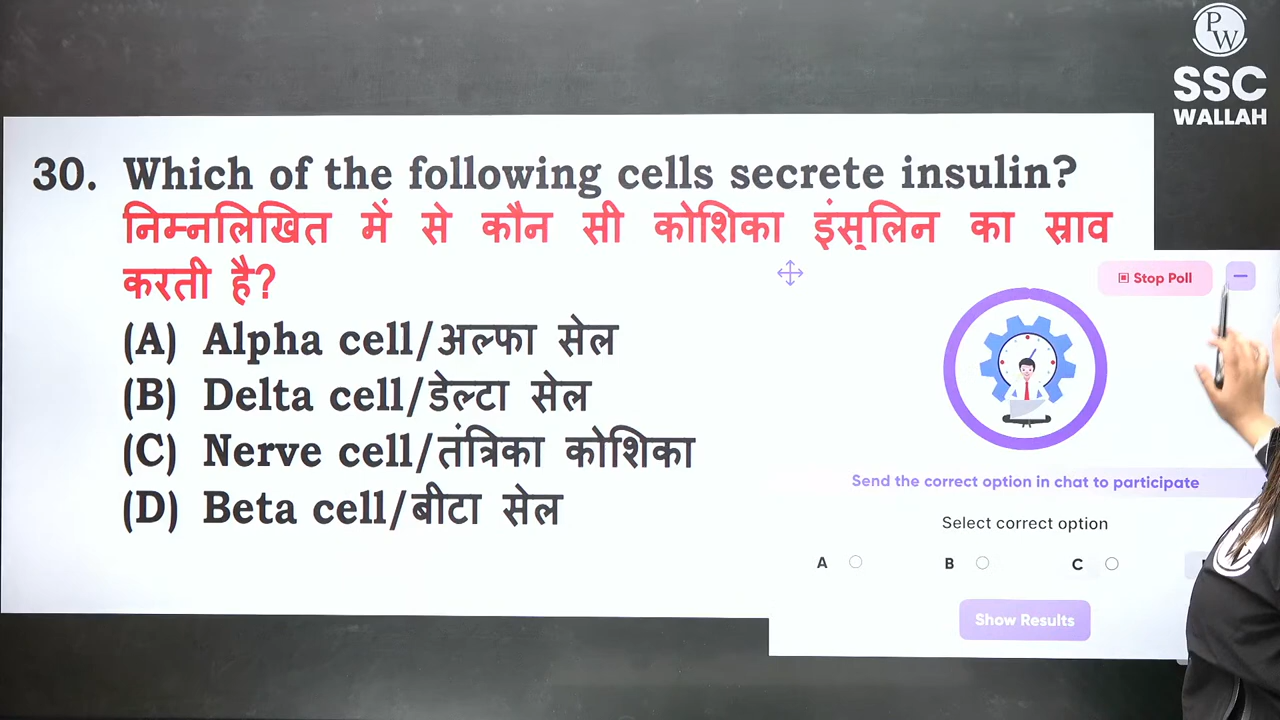 PW
SSC
WALLAH
30. Which of the following cells secrete insulin?
निम्नलिखित में से कौन सी कोशिका इंसुलिन का स्राव
करती है?
Stop Poll
(A) Alpha cell/अल्फा सेल
(B) Delta cell/डेल्टा सेल
(C) Nerve cell/तंत्रिका कोशिका
(D) Beta cell/बीटा सेल
Send the correct option in chat to participate
Select correct option
A B C
Show Results